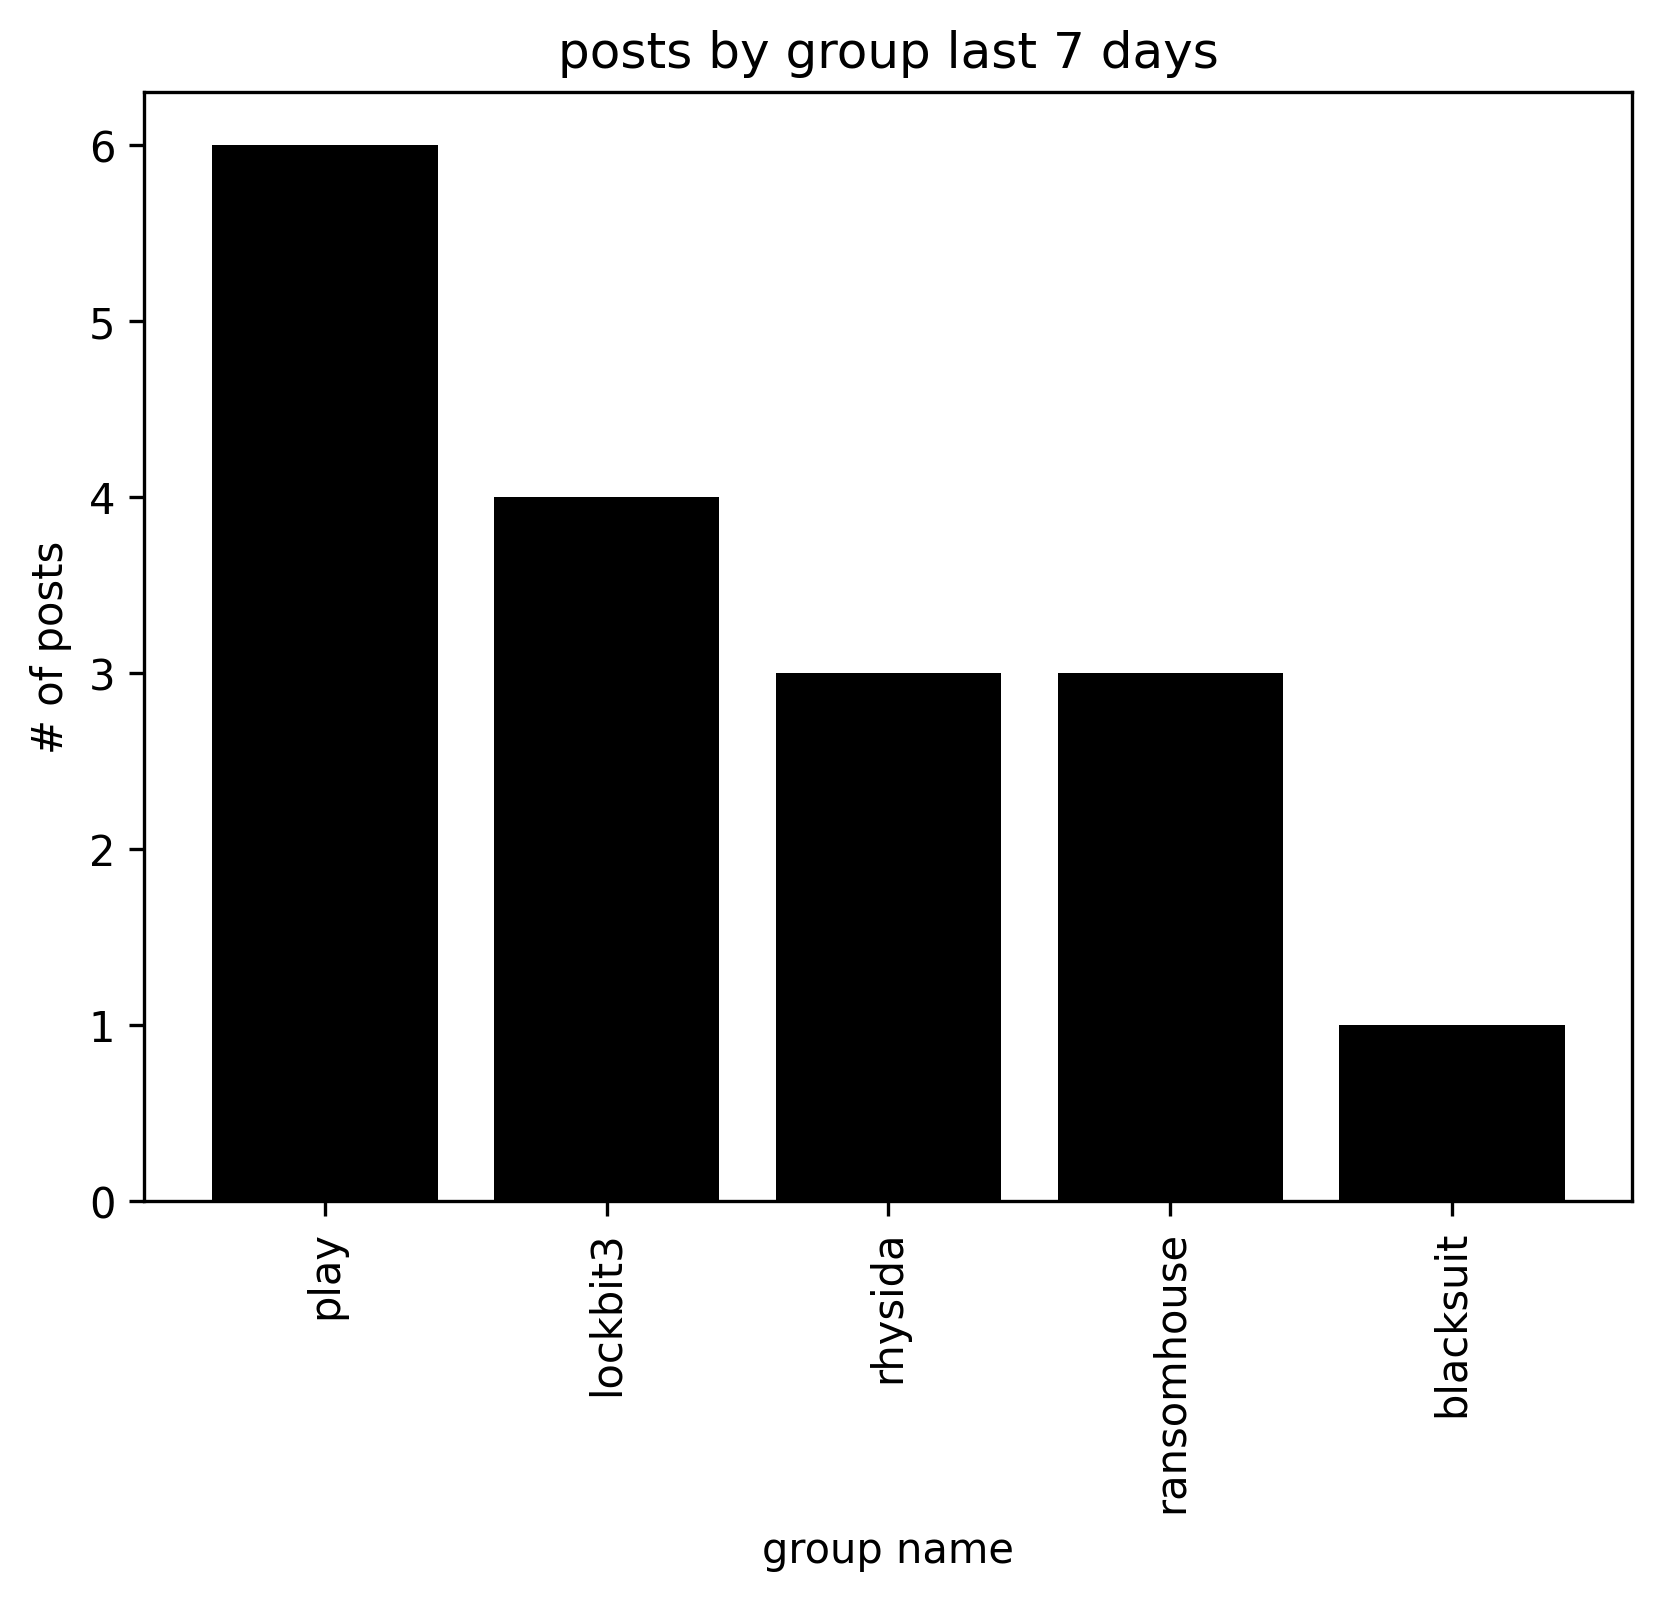 posts by group last 7 days
# of posts
6
5
4
3
2
1
0
play
lockbit3
rhysida
ransomhouse
blacksuit
group name